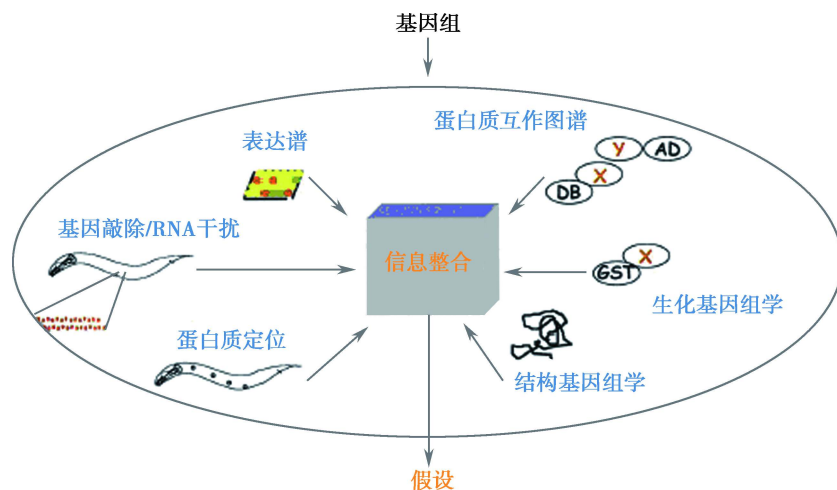 基因组
蛋白质互作图谱
表达谱
Y
AD
X
DB
基因敲除/RNA干扰
信息整合
X
GST
生化基因组学
蛋白质定位
结构基因组学
假设